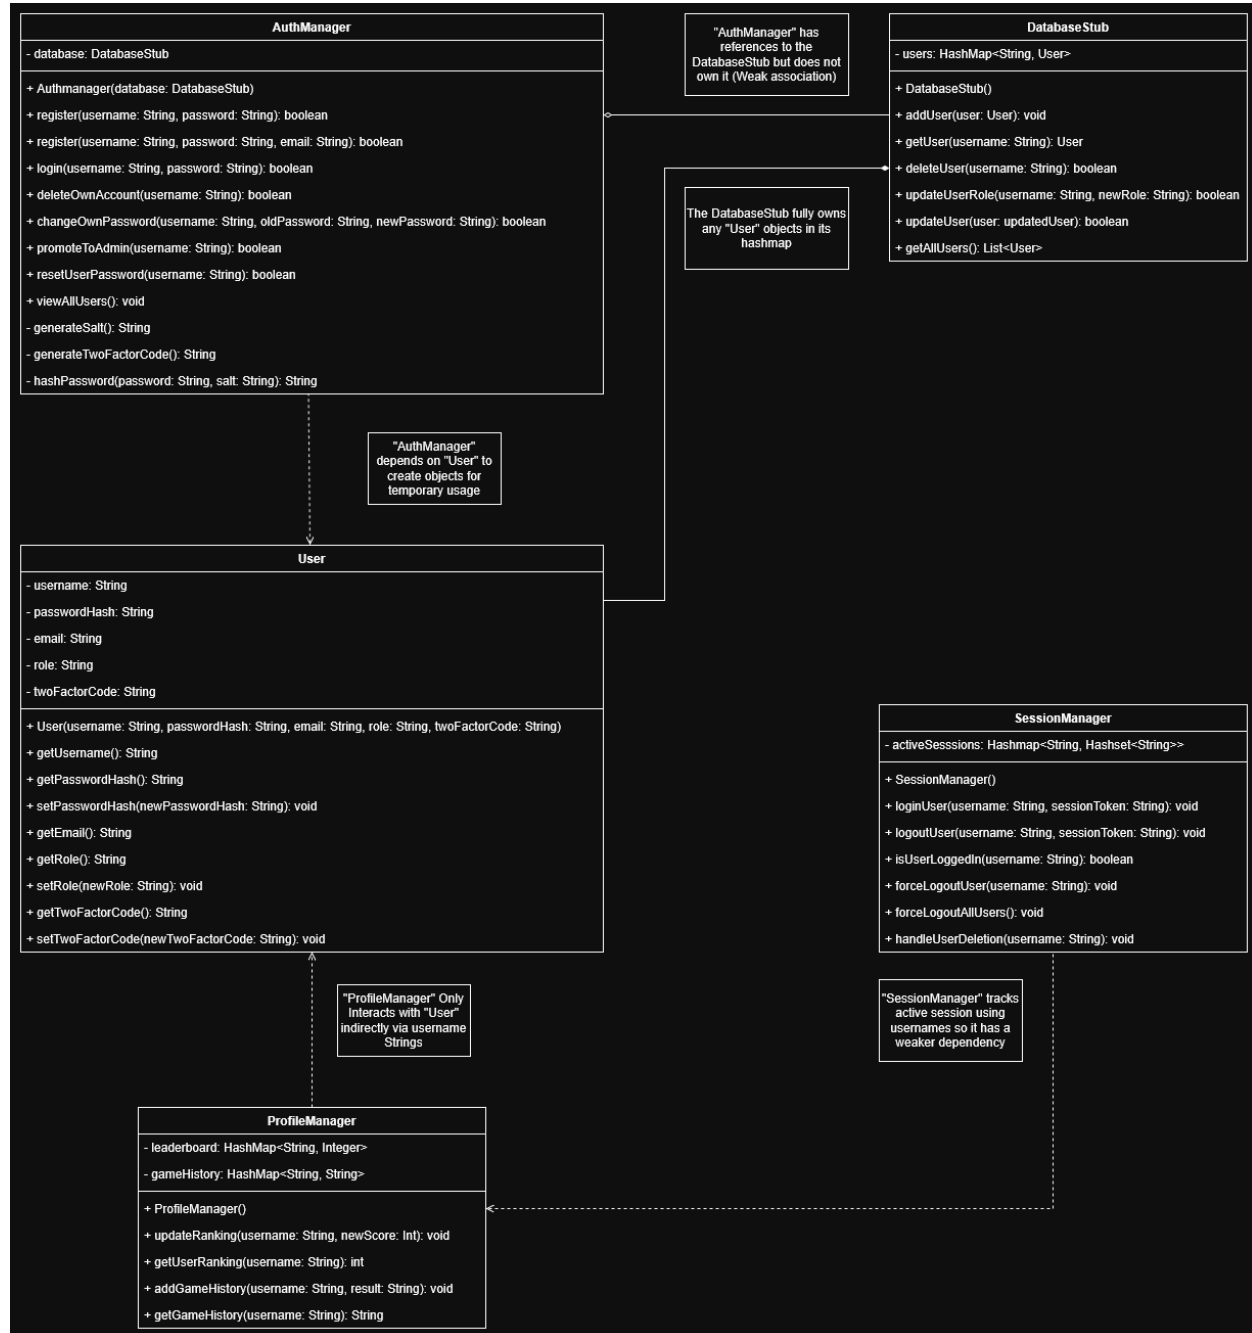 AuthManager
- database: DatabaseStub
+ Authmanager(database: DatabaseStub)
+ register(username: String, password: String): boolean
+ register(username: String, password: String, email: String): boolean
+ login(username: String, password: String): boolean
+ deleteOwnAccount(username: String): boolean
+ changeOwnPassword(username: String, oldPassword: String, newPassword: String): boolean
+ promoteToAdmin(username: String): boolean
+ resetUserPassword(username: String): boolean
+ viewAllUsers(): void
- generateSalt(): String
- generateTwoFactorCode(): String
- hashPassword(password: String, salt: String): String
"AuthManager" has
references to the
DatabaseStub but does not
own it (Weak association)
DatabaseStub
- users: HashMap<String, User>
+ DatabaseStub()
+ addUser(user: User): void
+ getUser(username: String): User
+ deleteUser(username: String): boolean
+ updateUserRole(username: String, newRole: String): boolean
+ updateUser(user: updatedUser): boolean
+ getAllUsers(): List<User>
The DatabaseStub fully owns
any "User" objects in its
hashmap
"AuthManager"
depends on "User" to
create objects for
temporary usage
User
- username: String
- passwordHash: String
- email: String
- role: String
- twoFactorCode: String
+ User(username: String, passwordHash: String, email: String, role: String, twoFactorCode: String)
+ getUsername(): String
+ getPasswordHash(): String
+ setPasswordHash(newPasswordHash: String): void
+ getEmail(): String
+ getRole(): String
+ setRole(newRole: String): void
+ getTwoFactorCode(): String
+ setTwoFactorCode(newTwoFactorCode: String): void
SessionManager
- activeSesssions: Hashmap<String, Hashset<String>>
+ SessionManager()
+ loginUser(username: String, sessionToken: String): void
+ logoutUser(username: String, sessionToken: String): void
+ isUserLoggedIn(username: String): boolean
+ forceLogoutUser(username: String): void
+ forceLogoutAllUsers(): void
+ handleUserDeletion(username: String): void
"ProfileManager" Only
Interacts with "User"
indirectly via username
Strings
"SessionManager" tracks
active session using
usernames so it has a
weaker dependency
ProfileManager
- leaderboard: HashMap<String, Integer>
- gameHistory: HashMap<String, String>
+ ProfileManager()
+ updateRanking(username: String, newScore: Int): void
+ getUserRanking(username: String): int
+ addGameHistory(username: String, result: String): void
+ getGameHistory(username: String): String